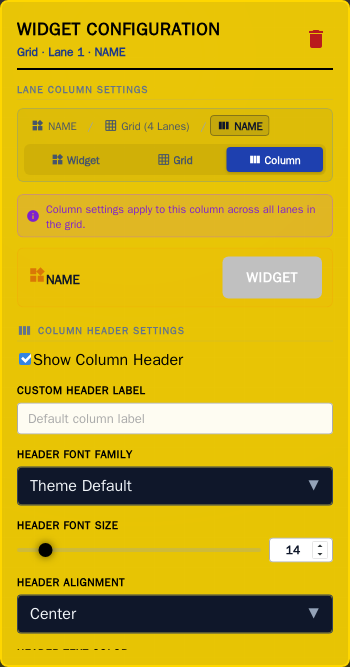 WIDGET CONFIGURATION
Grid · Lane 1 · NAME
LANE COLUMN SETTINGS
NAME / Grid (4 Lanes) / NAME
Widget Grid Column
Column settings apply to this column across all lanes in
the grid.
NAME WIDGET
COLUMN HEADER SETTINGS
Show Column Header
CUSTOM HEADER LABEL
Default column label
HEADER FONT FAMILY
Theme Default
HEADER FONT SIZE
14
HEADER ALIGNMENT
Center